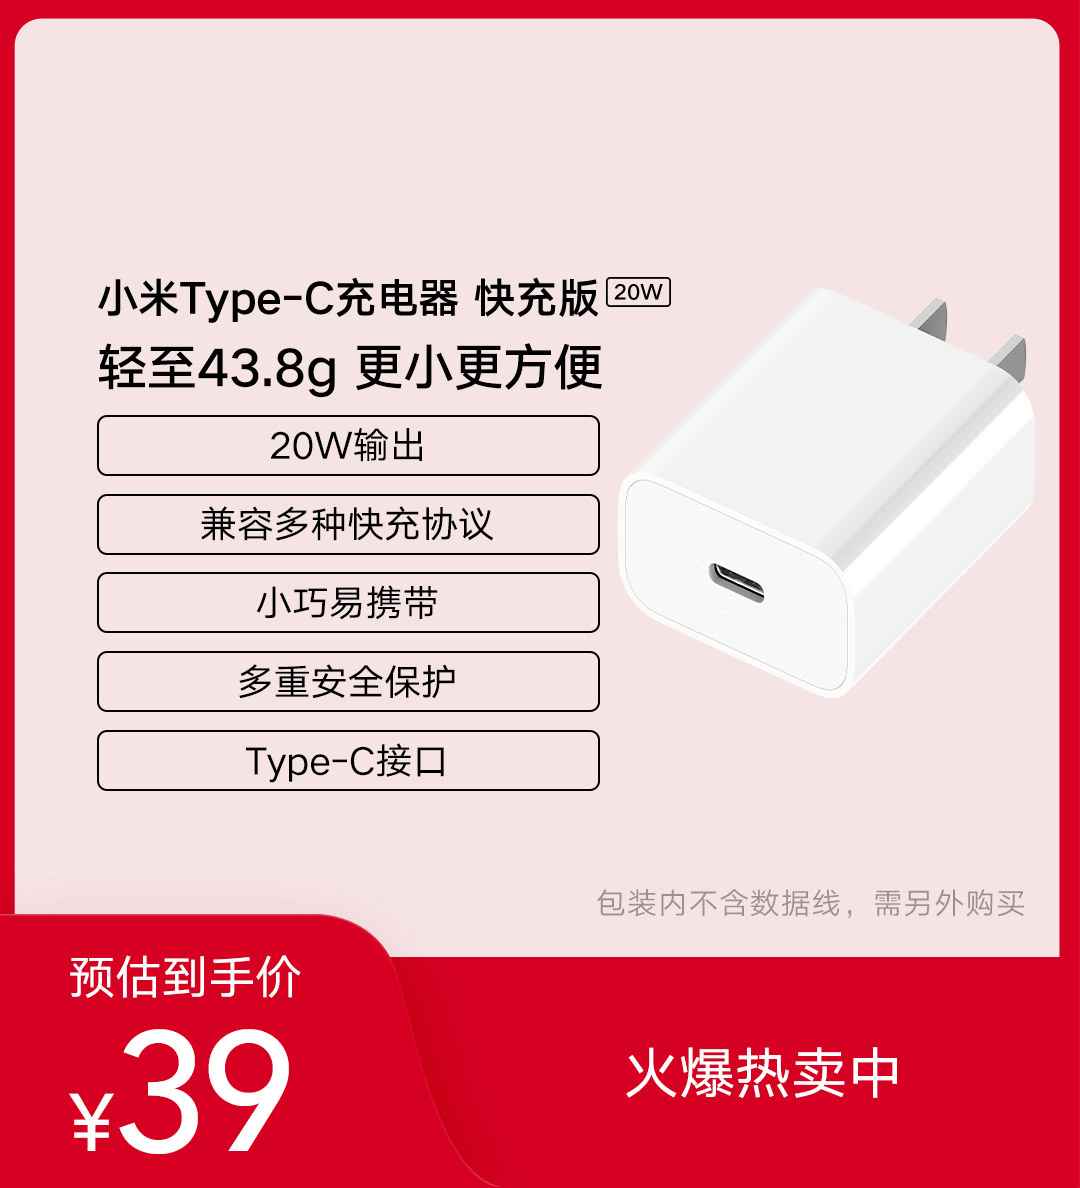 小米Type-C充电器 快充版 20W
轻至43.8g 更小更方便
20W输出
兼容多种快充协议
小巧易携带
多重安全保护
Type-C接口
包装内不含数据线，需另外购买
预估到手价
¥39
火爆热卖中